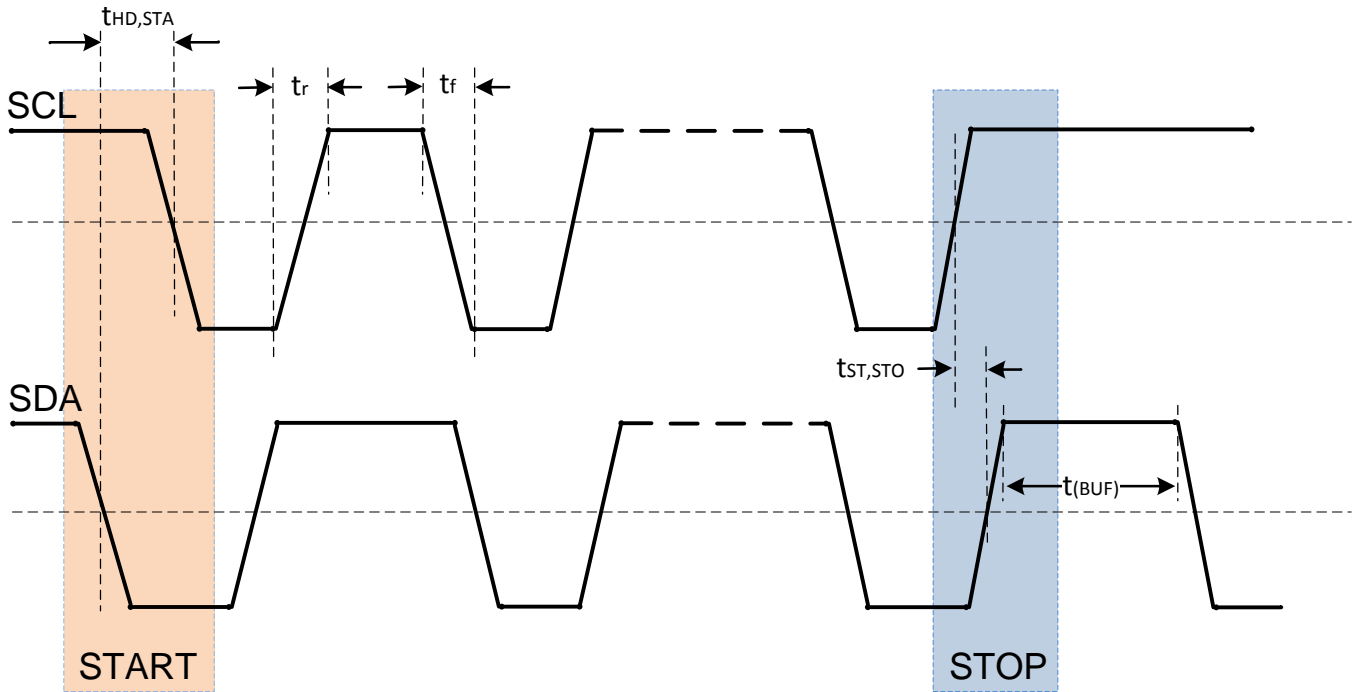 tHD,STA
tr
tf
SCL
tST,STO
SDA
t(BUF)
START
STOP